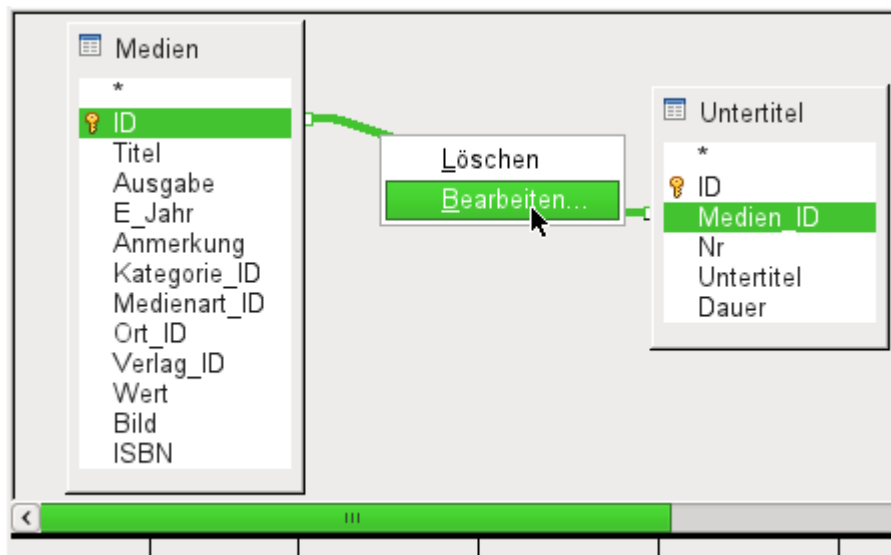 Medien
*
ID
Titel
Ausgabe
E_Jahr
Anmerkung
Kategorie_ID
Medienart_ID
Ort_ID
Verlag_ID
Wert
Bild
ISBN
Löschen
Bearbeiten...
Untertitel
*
ID
Medien_ID
Nr
Untertitel
Dauer